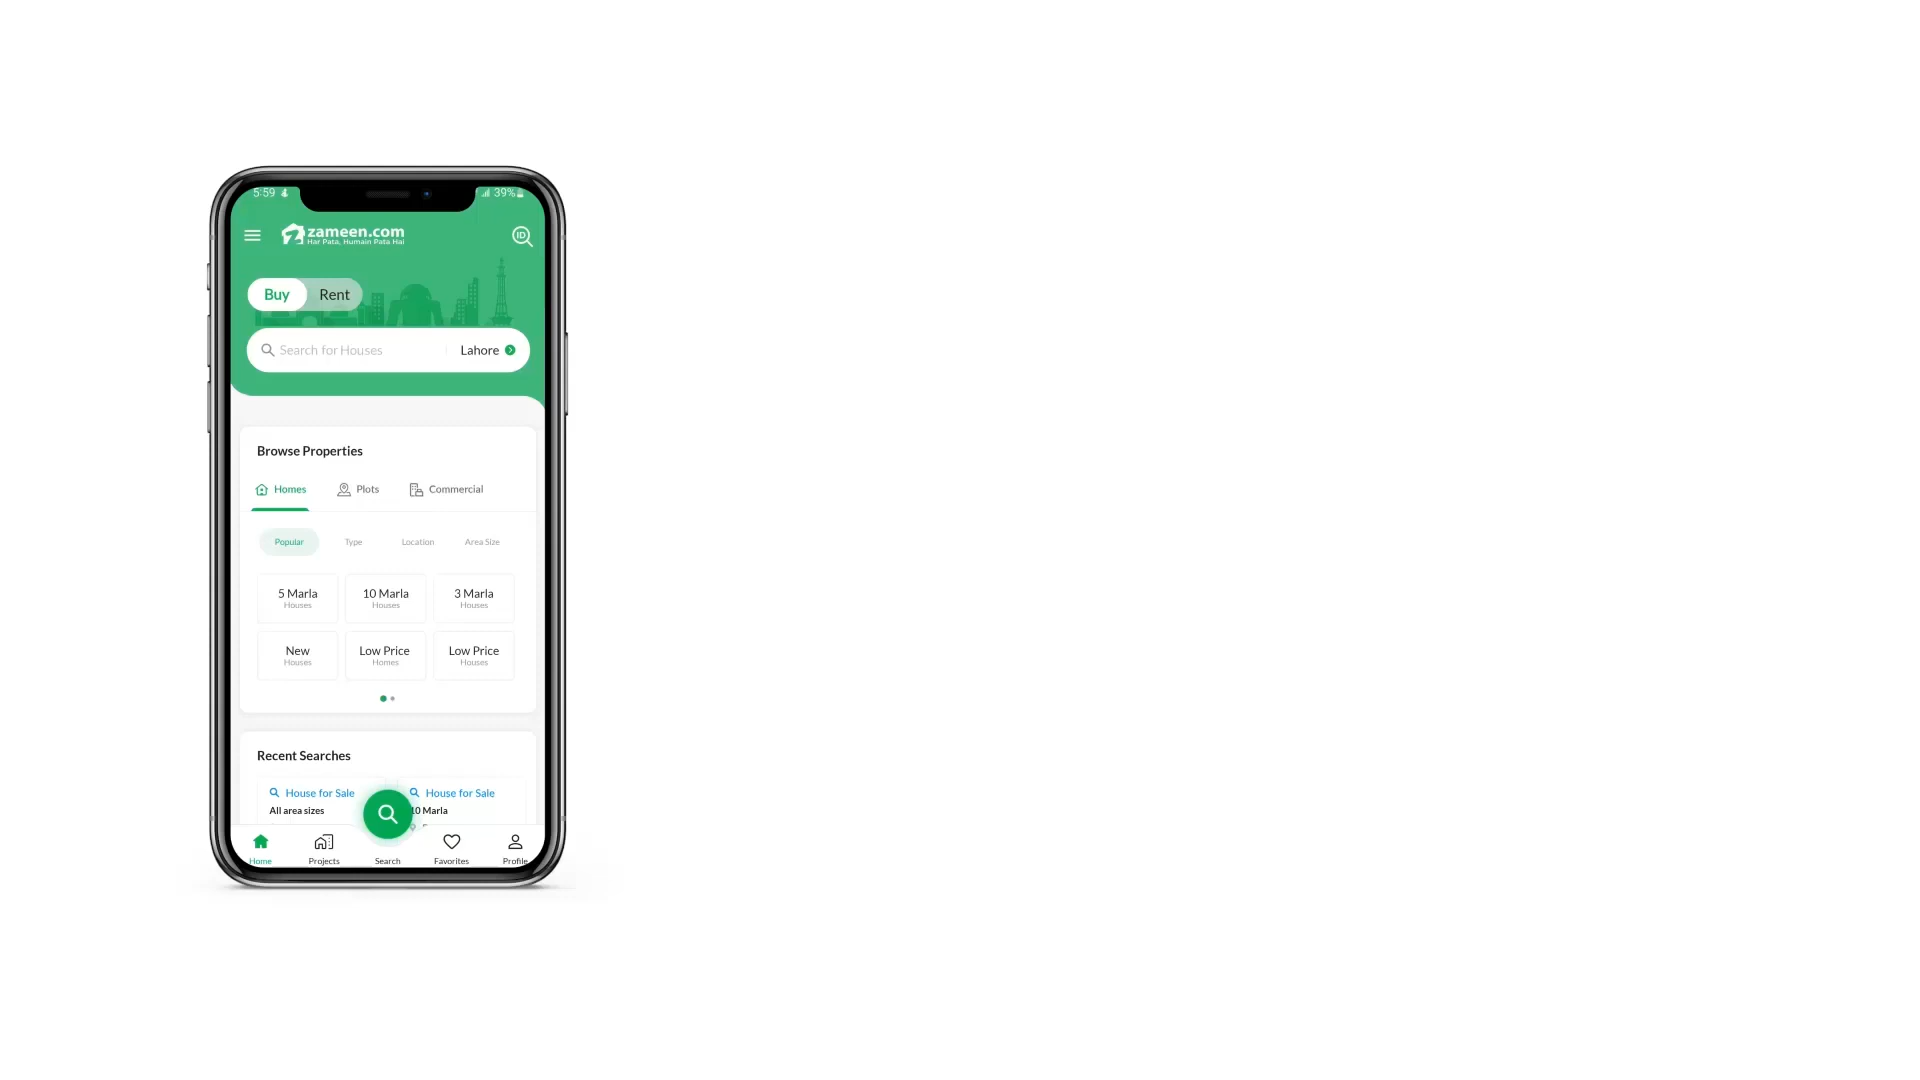 5:59 39%
zameen.com
Har Pata, Humain Pata Hai
ID
Buy Rent
Search for Houses Lahore
Browse Properties
Homes Plots Commercial
Popular Type Location Area Size
5 Marla 10 Marla 3 Marla
Houses Houses Houses
New Low Price Low Price
Houses Homes Houses
Recent Searches
House for Sale House for Sale
All area sizes 10 Marla
Home Projects Search Favorites Profile